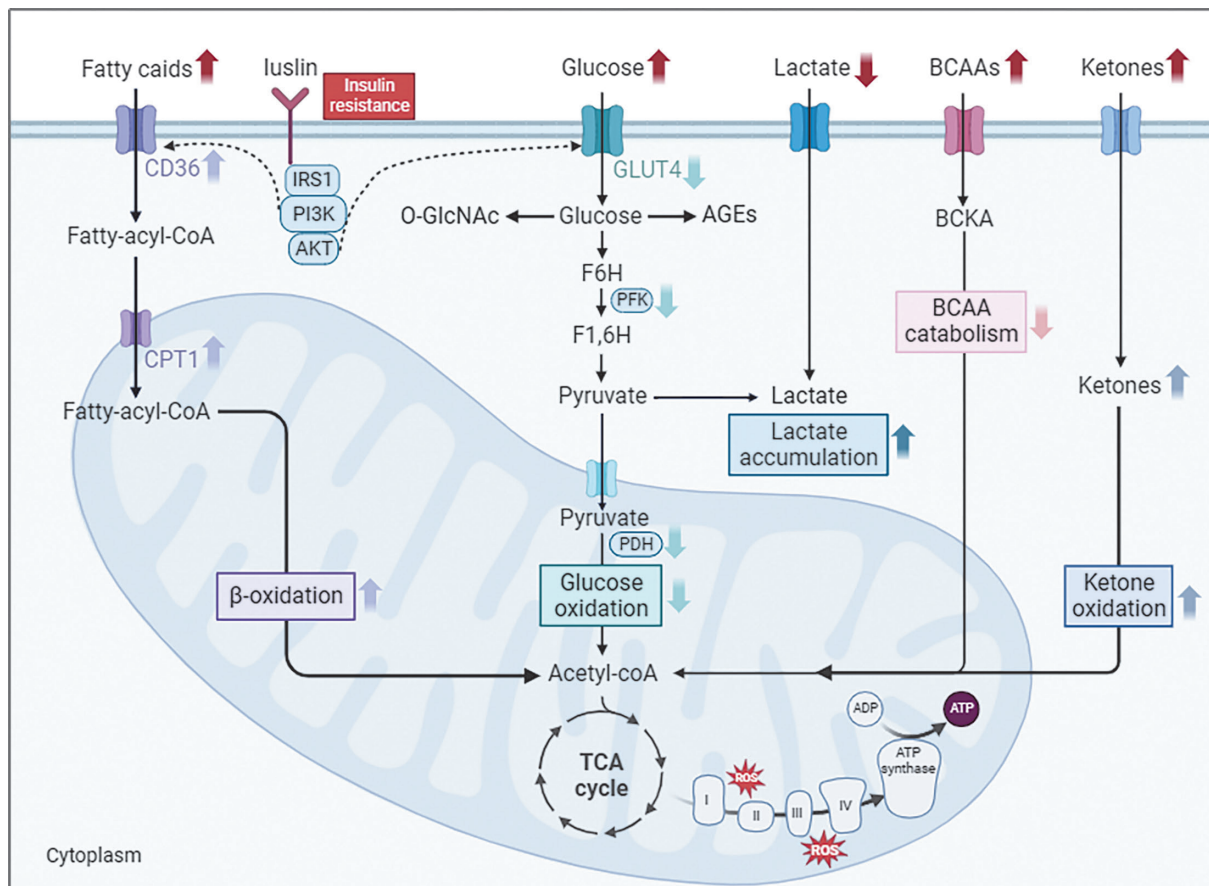 Fatty caids
Iuslin
Insulin
resistance
Glucose
Lactate
BCAAs
Ketones
CD36
GLUT4
IRS1
PI3K
AKT
O-GlcNAc
Glucose
AGEs
BCKA
Fatty-acyl-CoA
F6H
PFK
F1,6H
BCAA
catabolism
CPT1
Fatty-acyl-CoA
Pyruvate
Lactate
Ketones
Lactate
accumulation
Pyruvate
PDH
β-oxidation
Glucose
oxidation
Ketone
oxidation
Acetyl-coA
ADP
ATP
TCA
cycle
ATP
synthase
ROS
I
II
III
IV
ROS
Cytoplasm